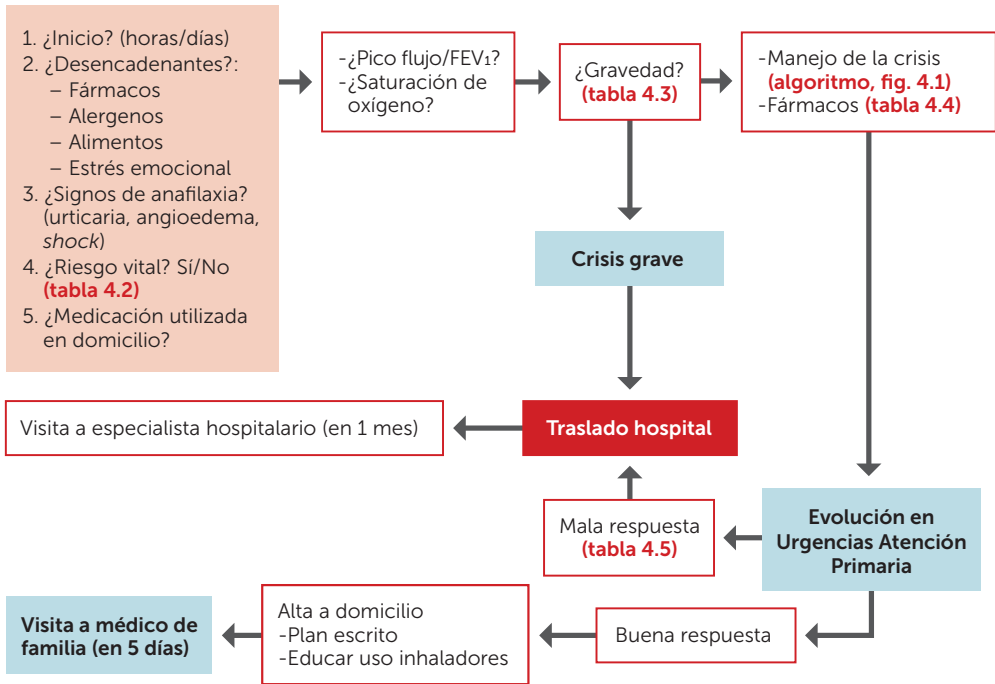 1. ¿Inicio? (horas/días)
2. ¿Desencadenantes?:
– Fármacos
– Alergenos
– Alimentos
– Estrés emocional
3. ¿Signos de anafilaxia?
(urticaria, angioedema,
shock)
4. ¿Riesgo vital? Sí/No
(tabla 4.2)
5. ¿Medicación utilizada
en domicilio?
-¿Pico flujo/FEV₁?
-¿Saturación de
oxígeno?
¿Gravedad?
(tabla 4.3)
-Manejo de la crisis
(algoritmo, fig. 4.1)
-Fármacos (tabla 4.4)
Crisis grave
Traslado hospital
Visita a especialista hospitalario (en 1 mes)
Mala respuesta
(tabla 4.5)
Evolución en
Urgencias Atención
Primaria
Buena respuesta
Alta a domicilio
-Plan escrito
-Educar uso inhaladores
Visita a médico de
familia (en 5 días)